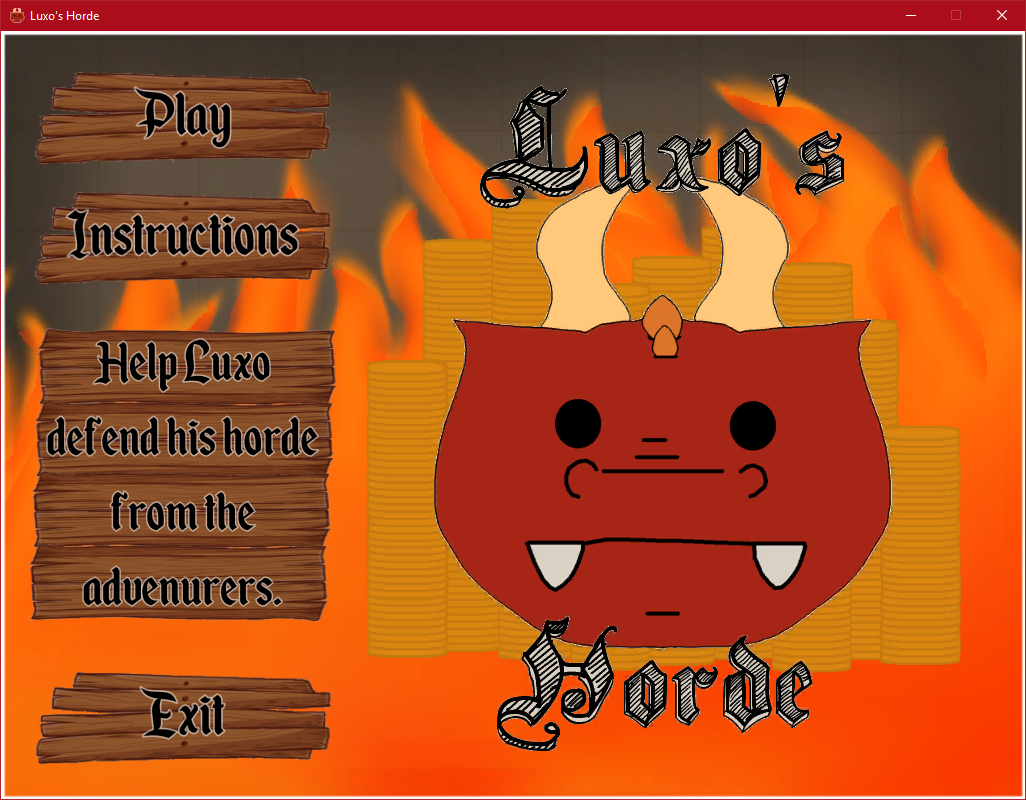 Luxo's Horde
Play
Instructions
Help Luxo
defend his horde
from the
advenurers.
Exit
Luxo's
Horde